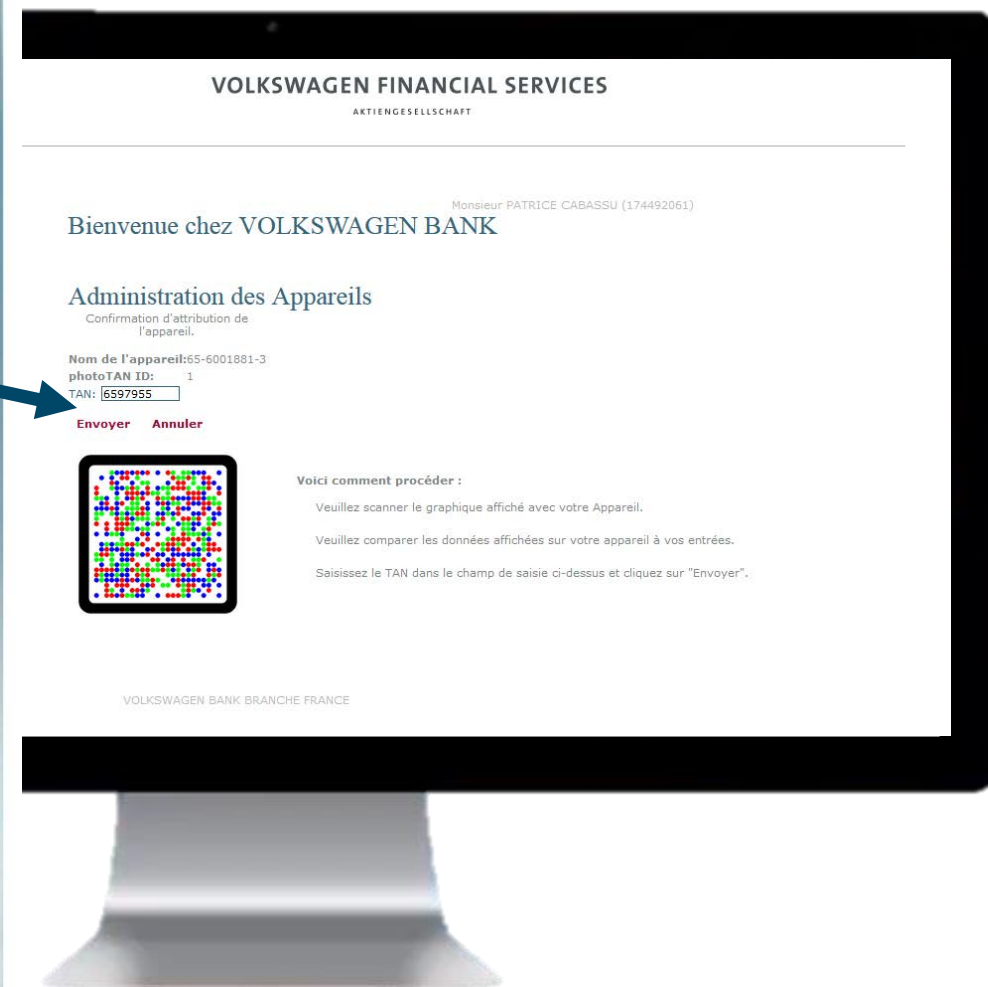 VOLKSWAGEN FINANCIAL SERVICES
AKTIENGESELLSCHAFT
Monsieur PATRICE CABASSU (174492061)
Bienvenue chez VOLKSWAGEN BANK
Administration des Appareils
Confirmation d'attribution de
l'appareil.
Nom de l'appareil:65-6001881-3
photoTAN ID: 1
TAN: 6597955
Envoyer Annuler
Voici comment procéder :
Veuillez scanner le graphique affiché avec votre Appareil.
Veuillez comparer les données affichées sur votre appareil à vos entrées.
Saisissez le TAN dans le champ de saisie ci-dessus et cliquez sur "Envoyer".
VOLKSWAGEN BANK BRANCHE FRANCE